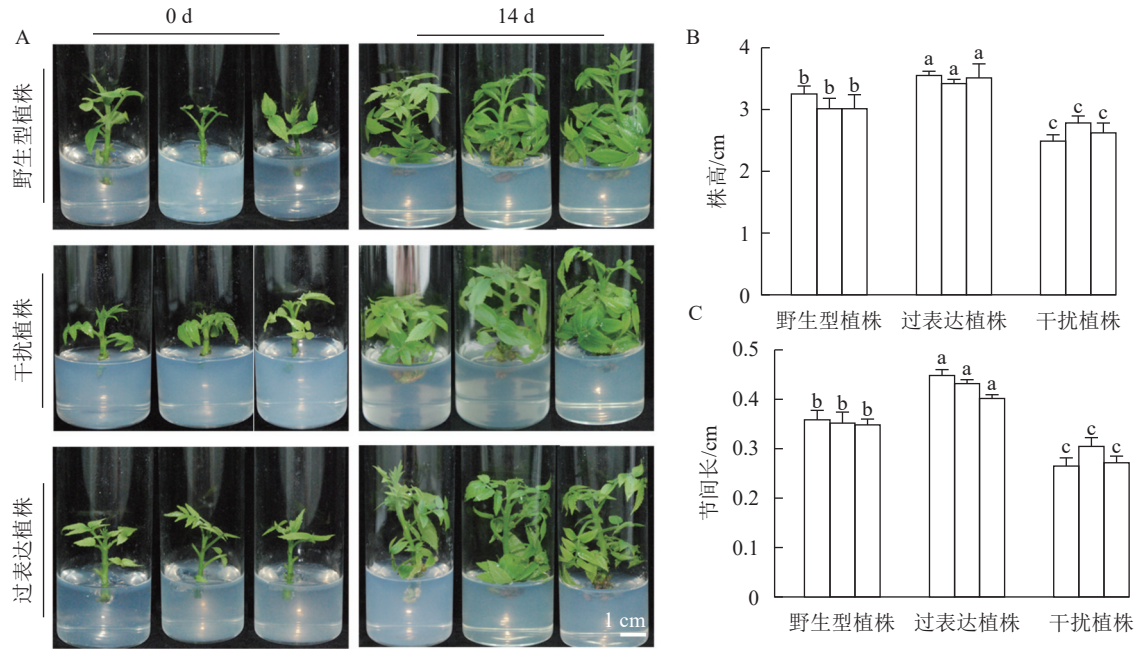 0 d
14 d
A
野生型植株
干扰植株
过表达植株
1 cm
B
株高/cm
4
3
2
1
0
b b b
a a a
c c c
野生型植株 过表达植株 干扰植株
C
节间长/cm
0.5
0.4
0.3
0.2
0.1
0
b b b
a a a
c c c
野生型植株 过表达植株 干扰植株